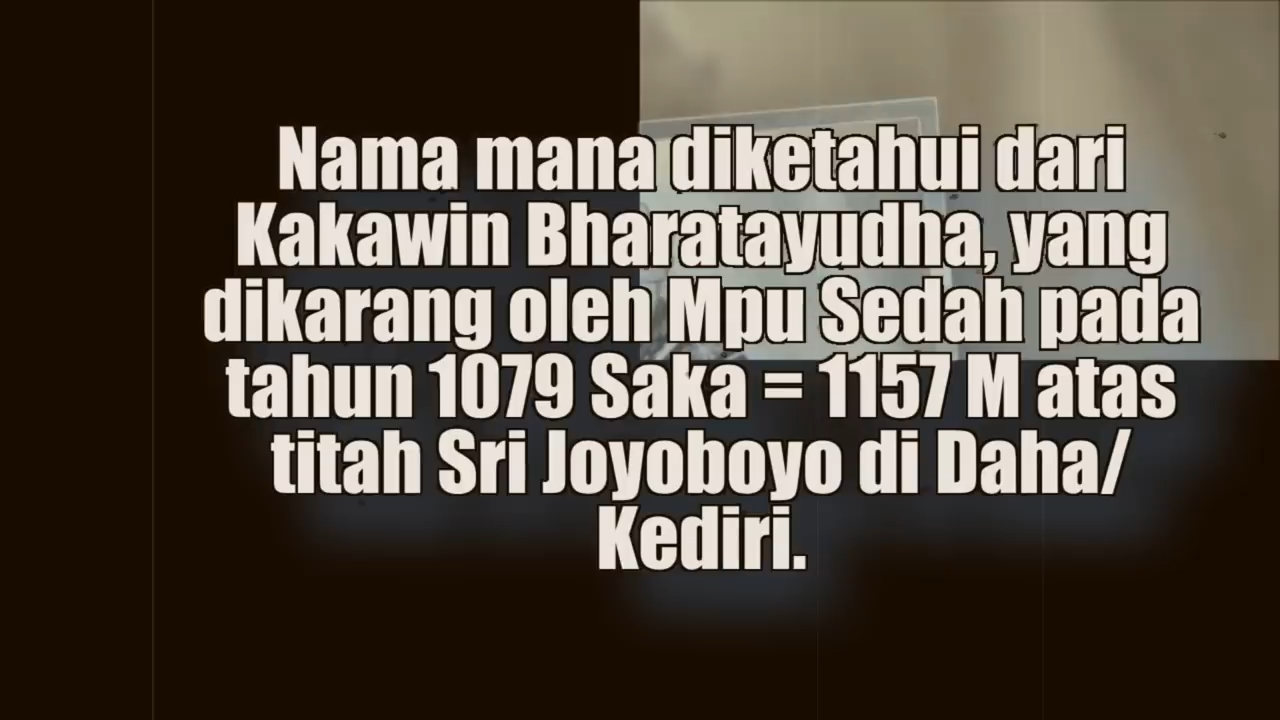 Nama mana diketahui dari
Kakawin Bharatayudha, yang
dikarang oleh Mpu Sedah pada
tahun 1079 Saka = 1157 M atas
titah Sri Joyoboyo di Daha/
Kediri.